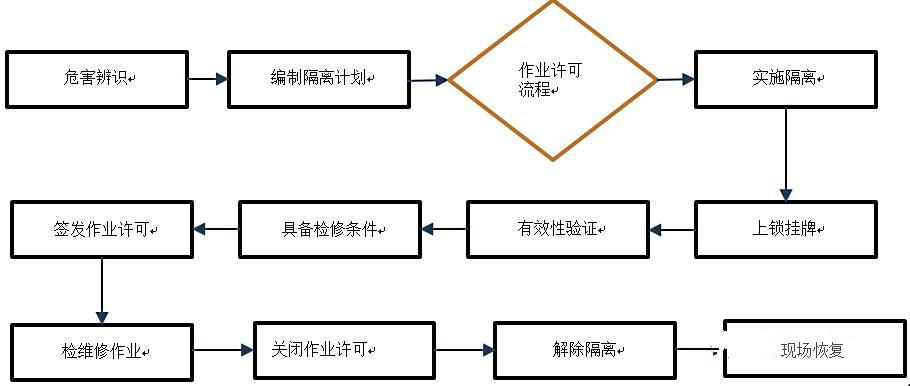 危害辨识
编制隔离计划
作业许可
流程
实施隔离
上锁挂牌
有效性验证
具备检修条件
签发作业许可
检维修作业
关闭作业许可
解除隔离
现场恢复